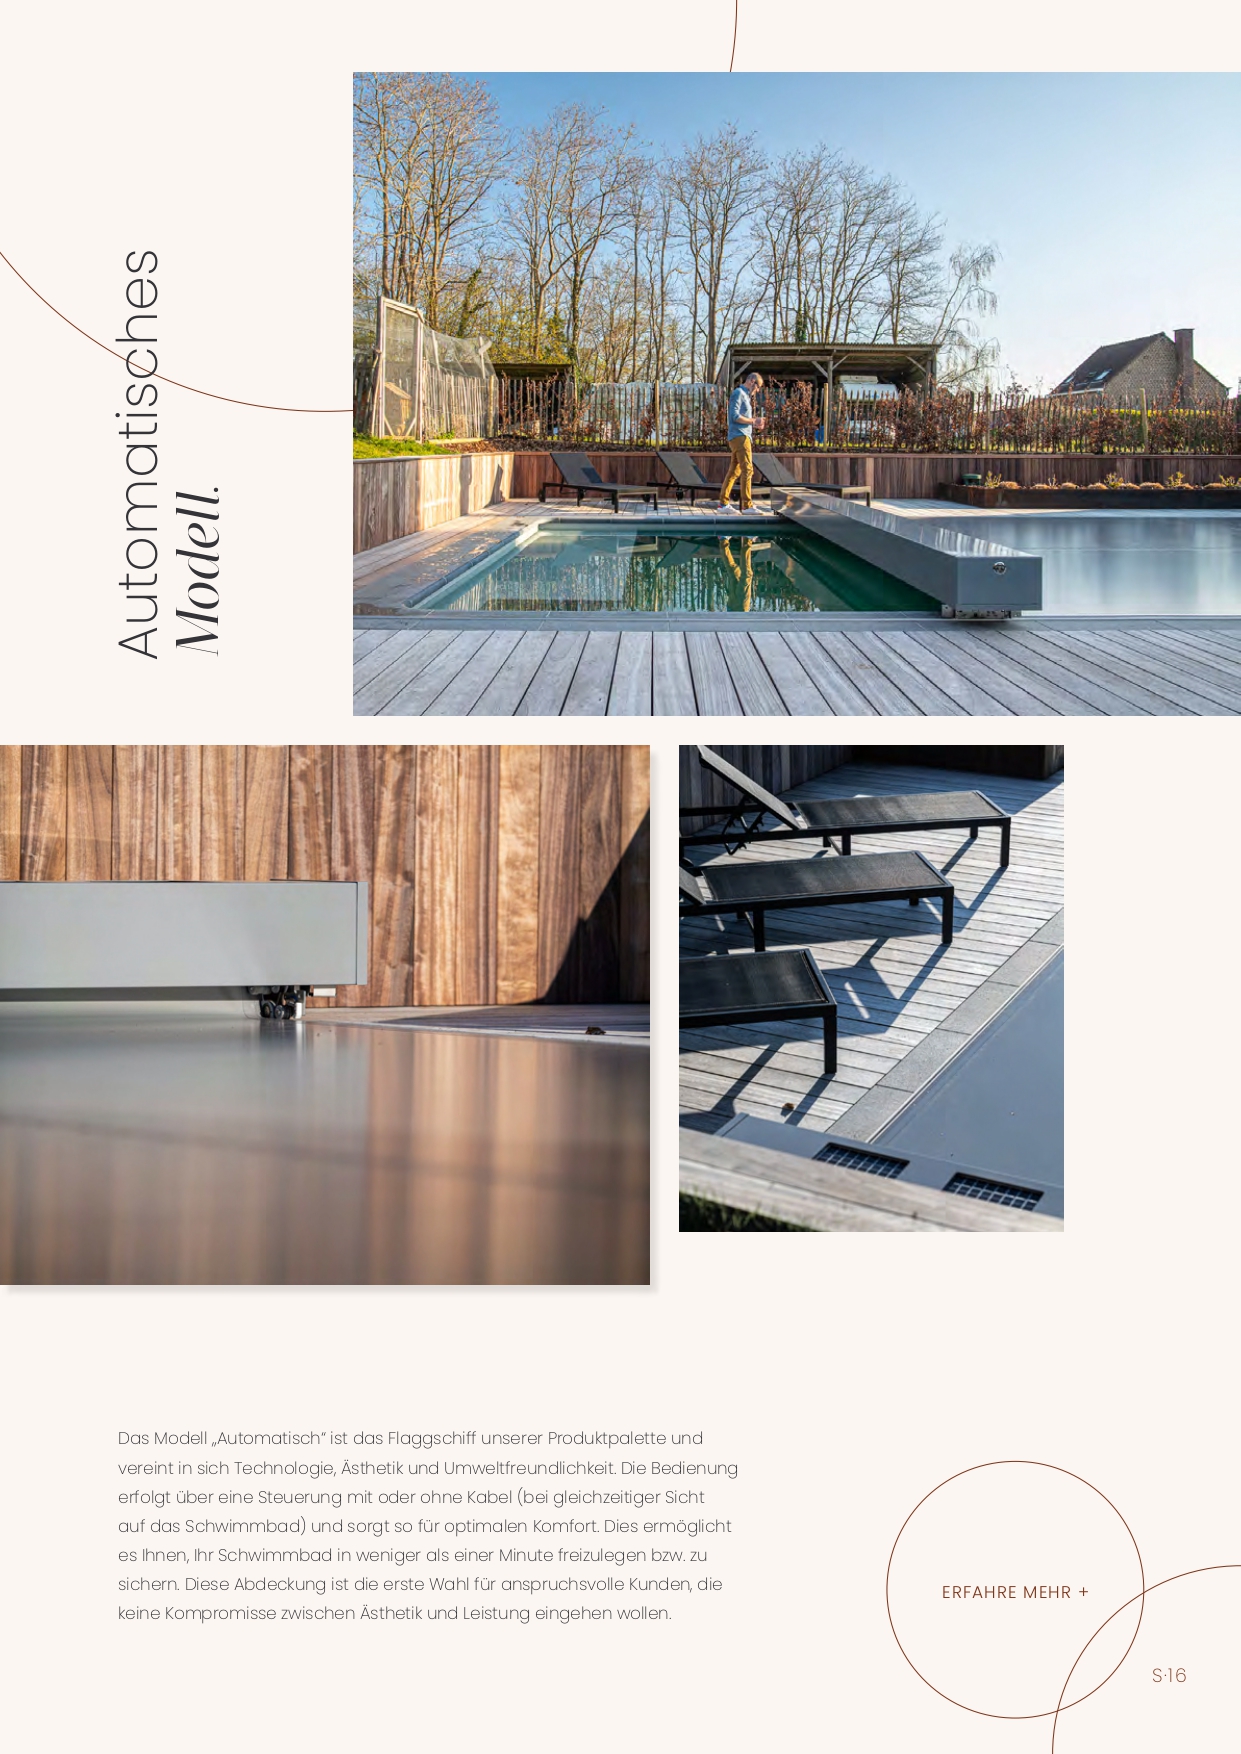 Automatisches
Modell.
Das Modell „Automatisch“ ist das Flaggschiff unserer Produktpalette und
vereint in sich Technologie, Ästhetik und Umweltfreundlichkeit. Die Bedienung
erfolgt über eine Steuerung mit oder ohne Kabel (bei gleichzeitiger Sicht
auf das Schwimmbad) und sorgt so für optimalen Komfort. Dies ermöglicht
es Ihnen, Ihr Schwimmbad in weniger als einer Minute freizulegen bzw. zu
sichern. Diese Abdeckung ist die erste Wahl für anspruchsvolle Kunden, die
keine Kompromisse zwischen Ästhetik und Leistung eingehen wollen.
ERFAHRE MEHR +
S·16